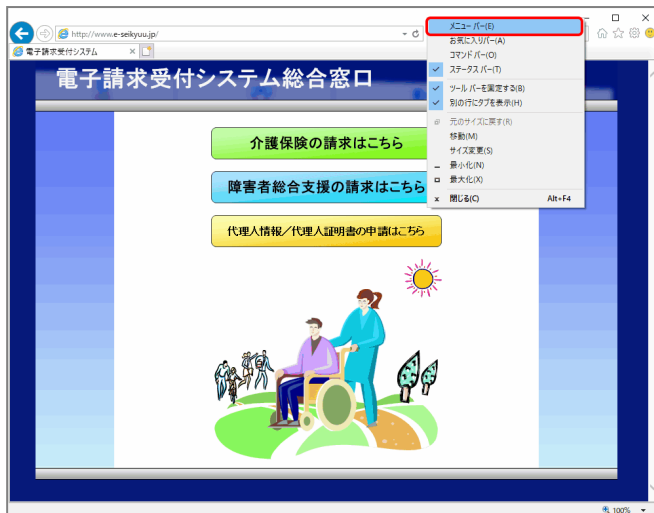 http://www.e-seikyuu.jp/
電子請求受付システム
電子請求受付システム総合窓口
介護保険の請求はこちら
障害者総合支援の請求はこちら
代理人情報/代理人証明書の申請はこちら
メニュー バー(E)
お気に入りバー(A)
コマンド バー(O)
ステータス バー(T)
ツール バーを固定する(B)
別の行にタブを表示(H)
元のサイズに戻す(R)
移動(M)
サイズ変更(S)
最小化(N)
最大化(X)
閉じる(C) Alt+F4
100%